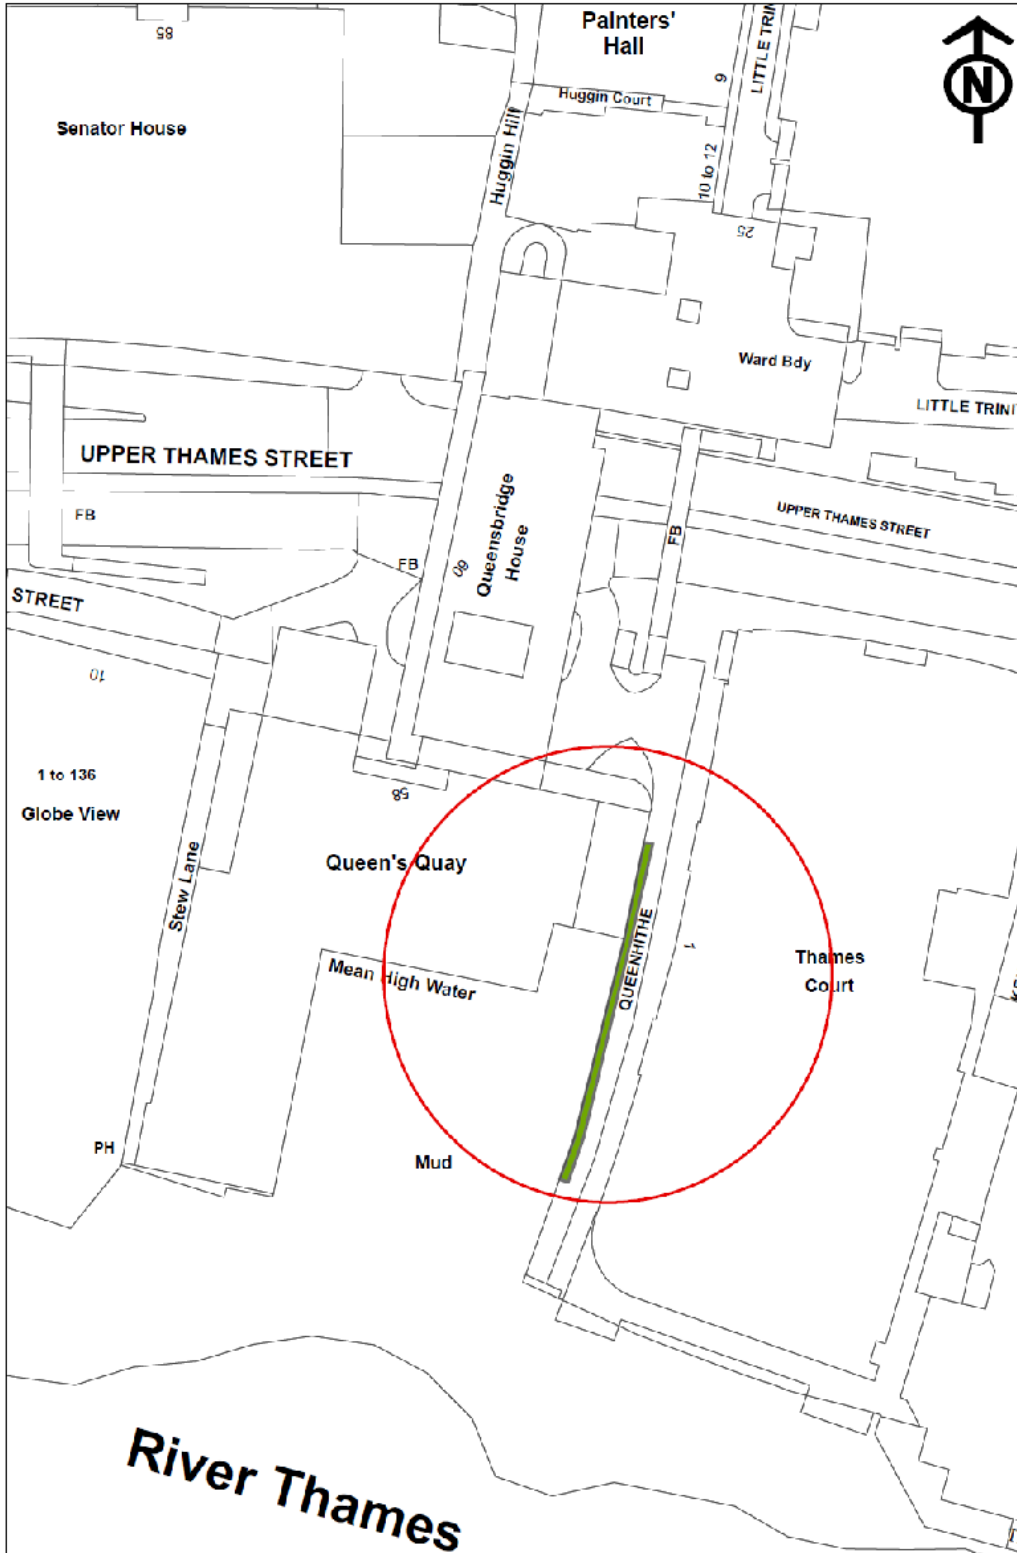 Painters'
Hall
85
N
LITTLE TRIN
9
Huggin Court
Senator House
Huggin Hill
10 to 12
25
Ward Bdy
LITTLE TRINI
UPPER THAMES STREET
Queensbridge
House
FB
UPPER THAMES STREET
FB
FB
60
STREET
10
1 to 136
Globe View
58
Stew Lane
Queen's Quay
QUEENHITHE
1
Thames
Court
Mean High Water
PH
Mud
River Thames